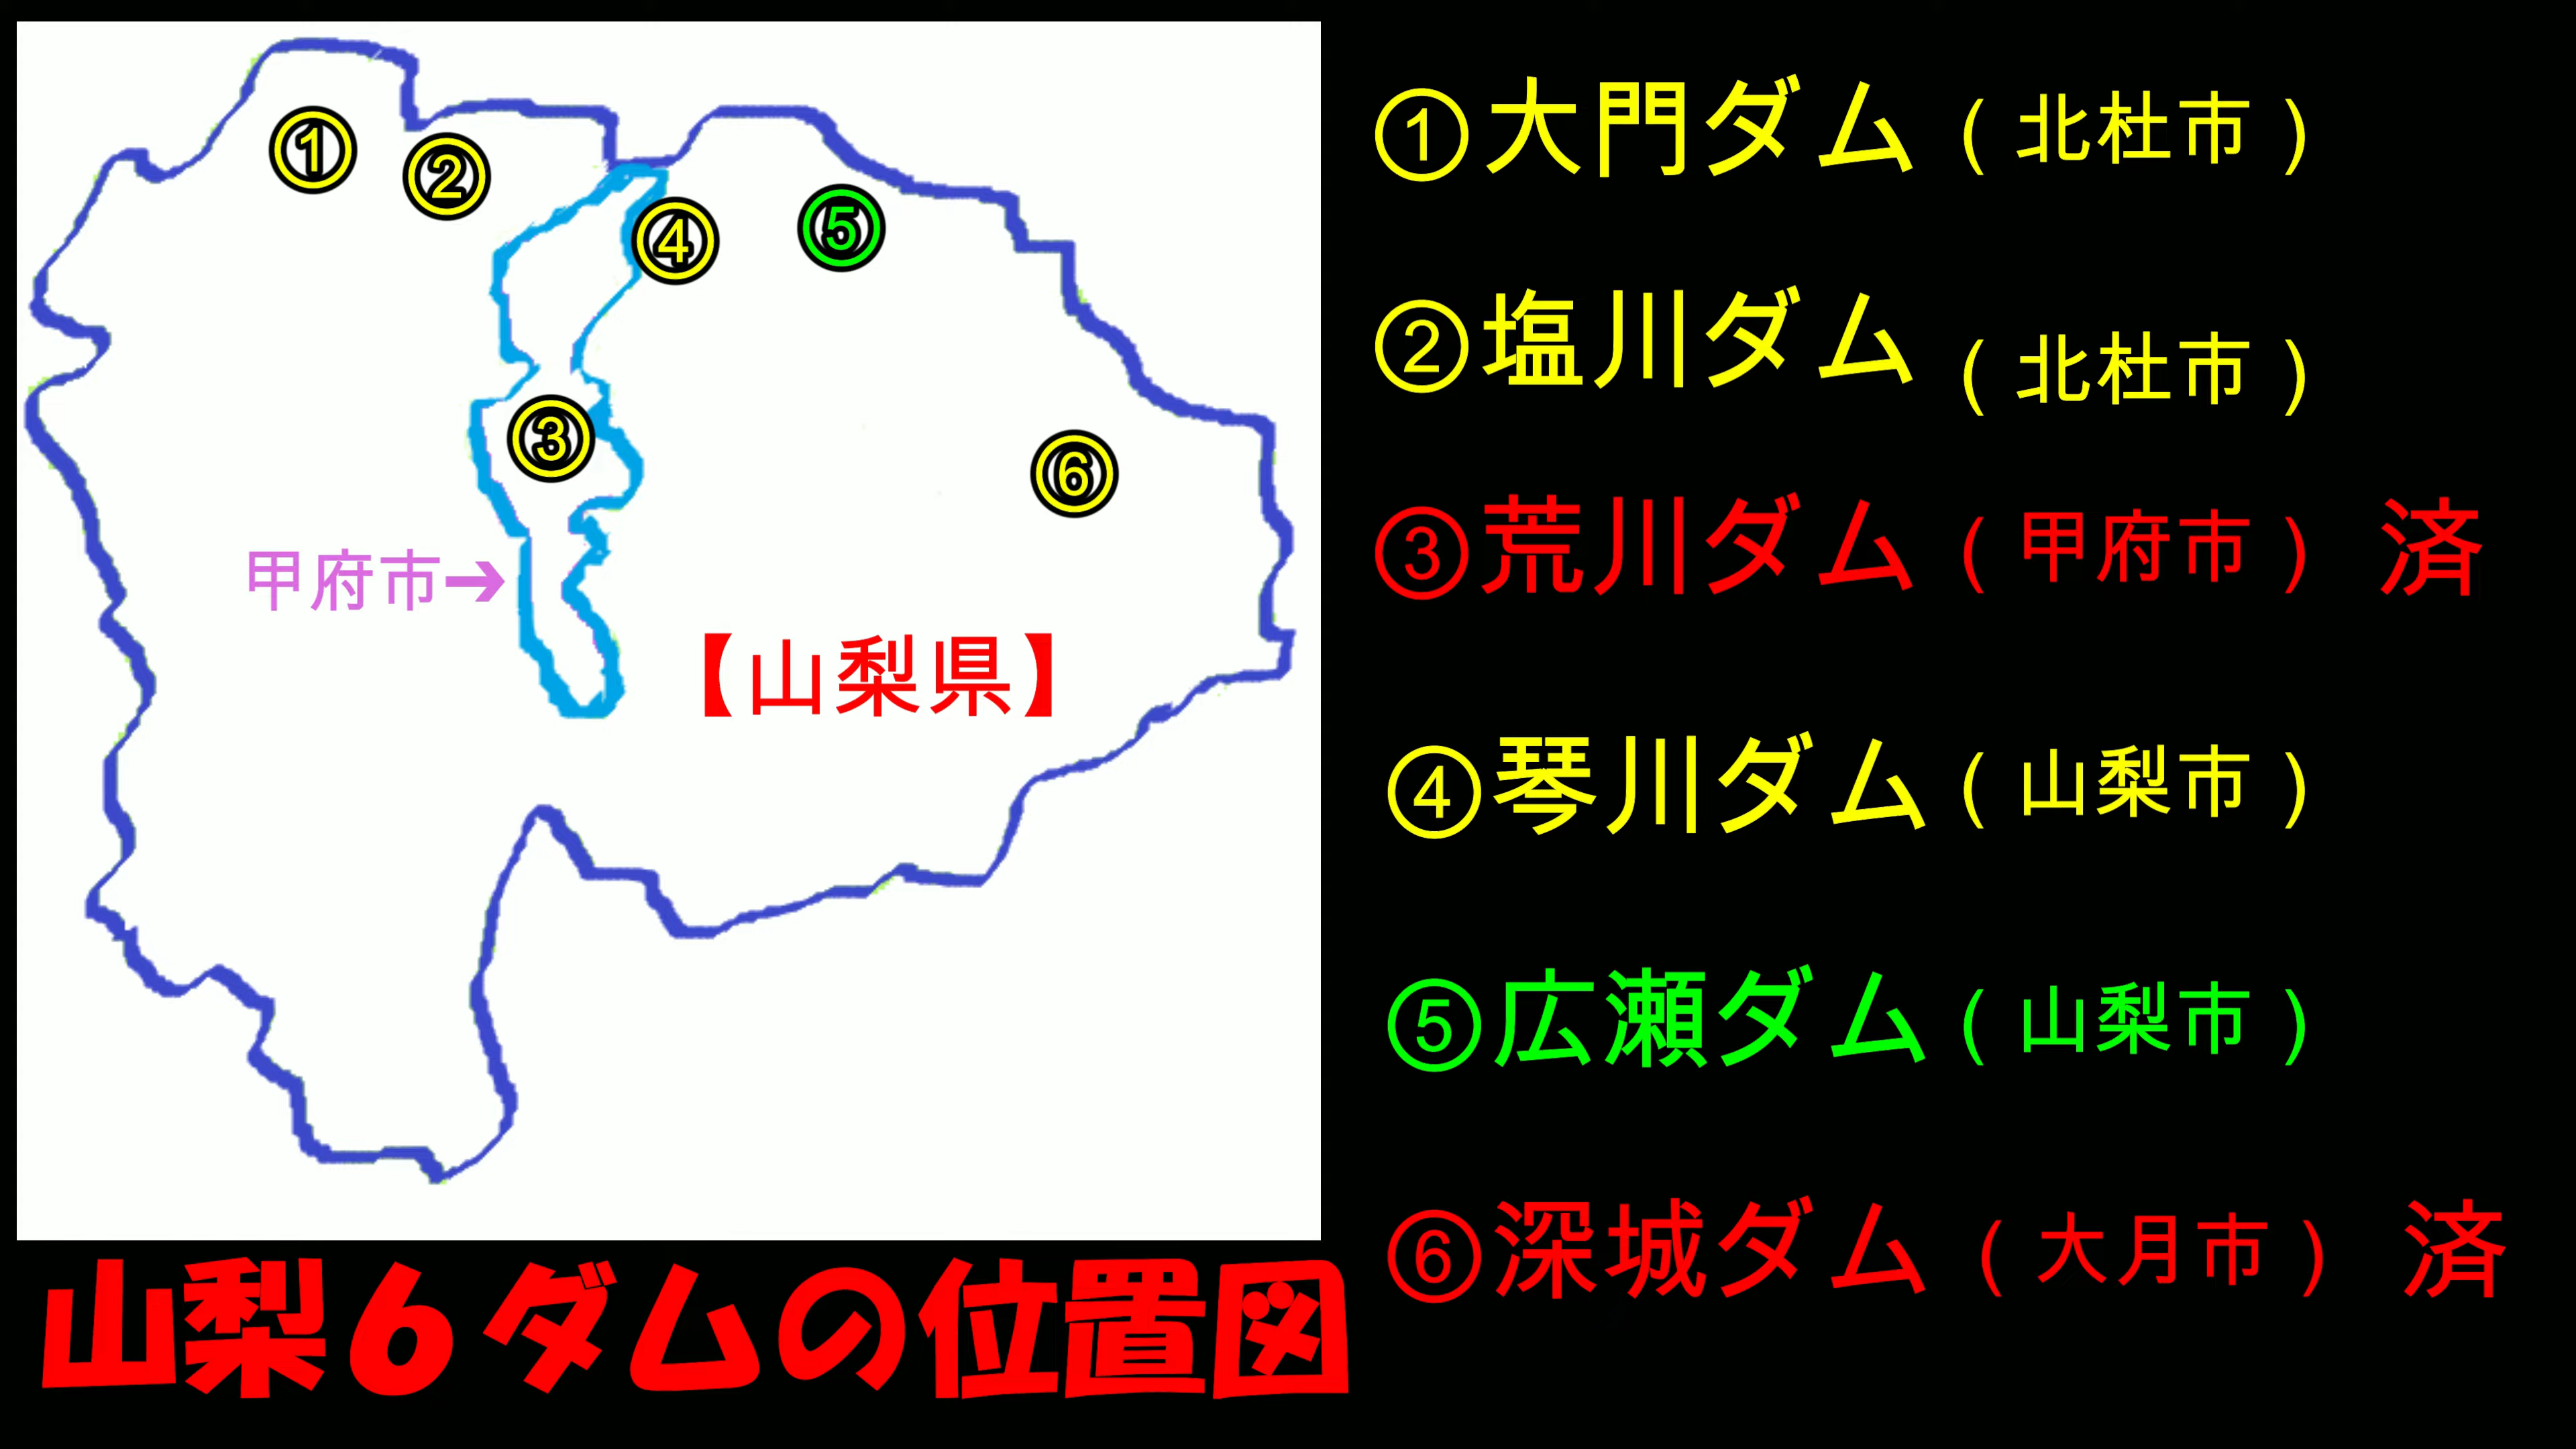 ①
②
④
⑤
③
⑥
甲府市→
【山梨県】
山梨6ダムの位置図
①大門ダム(北杜市)
②塩川ダム(北杜市)
③荒川ダム(甲府市) 済
④琴川ダム(山梨市)
⑤広瀬ダム(山梨市)
⑥深城ダム(大月市) 済